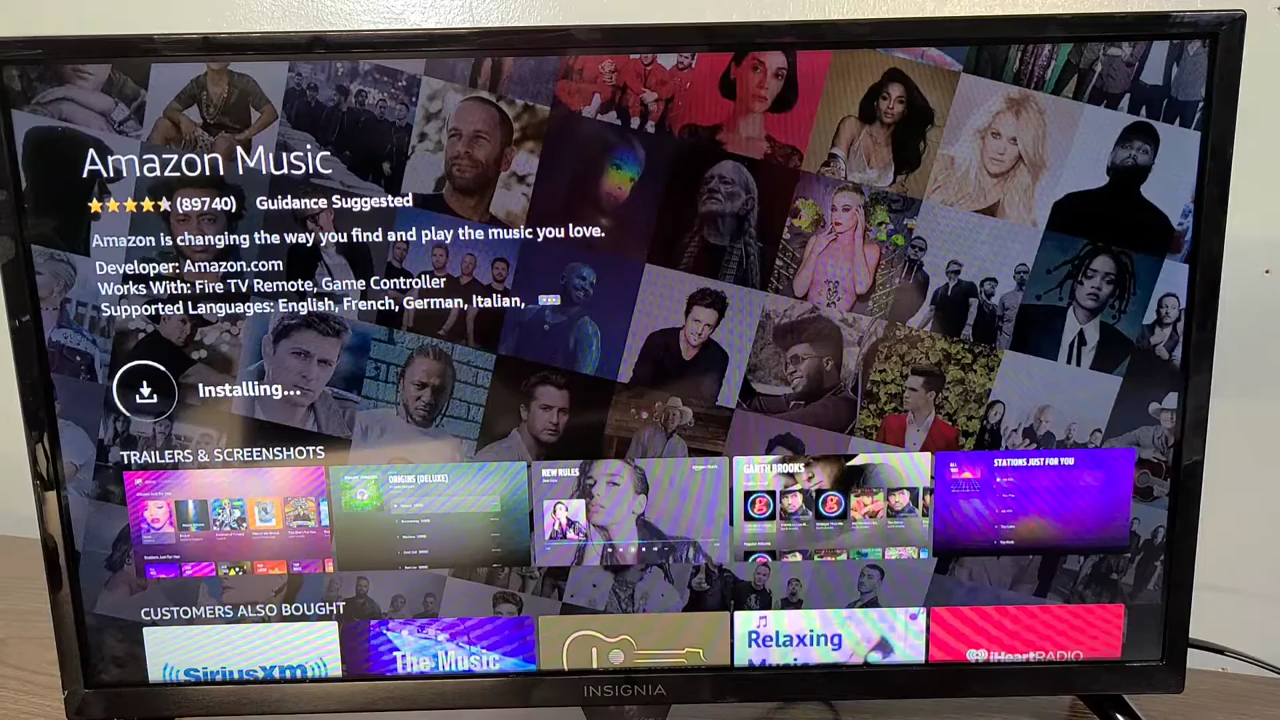 Amazon Music
(89740) Guidance Suggested
Amazon is changing the way you find and play the music you love.
Developer: Amazon.com
Works With: Fire TV Remote, Game Controller
Supported Languages: English, French, German, Italian,
Installing...
TRAILERS & SCREENSHOTS
ORIGINS (DELUXE)
NEW RULES
GARTH BROOKS
STATIONS JUST FOR YOU
CUSTOMERS ALSO BOUGHT
SiriusXM
The Music
Relaxing
Music
iHeartRADIO
INSIGNIA